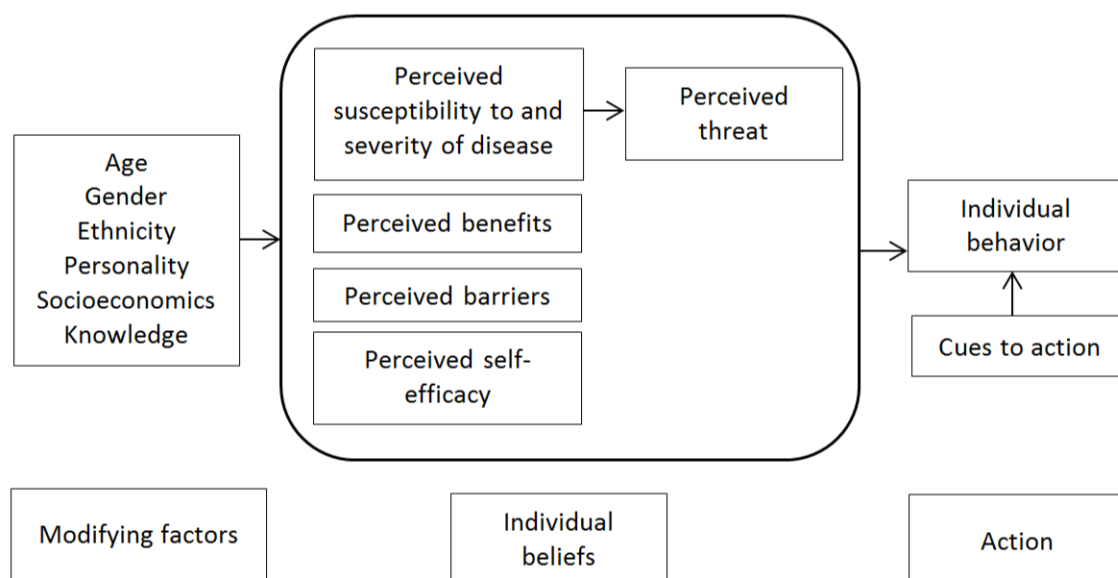 Perceived
susceptibility to and
severity of disease
Perceived
threat
Age
Gender
Ethnicity
Personality
Socioeconomics
Knowledge
Perceived benefits
Perceived barriers
Perceived self-
efficacy
Individual
behavior
Cues to action
Modifying factors
Individual
beliefs
Action